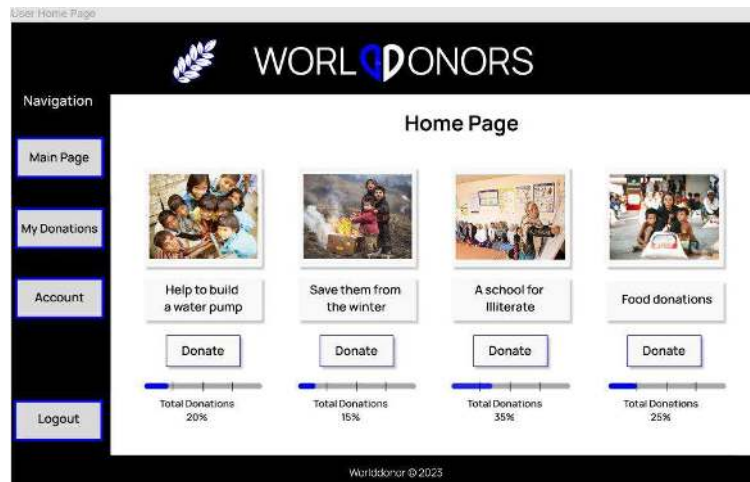 User Home Page
WORLDDONORS
Navigation
Home Page
Main Page
My Donations
Account
Logout
Help to build
a water pump
Save them from
the winter
A school for
Illiterate
Food donations
Donate
Donate
Donate
Donate
Total Donations
20%
Total Donations
15%
Total Donations
35%
Total Donations
25%
Worlddonor © 2023